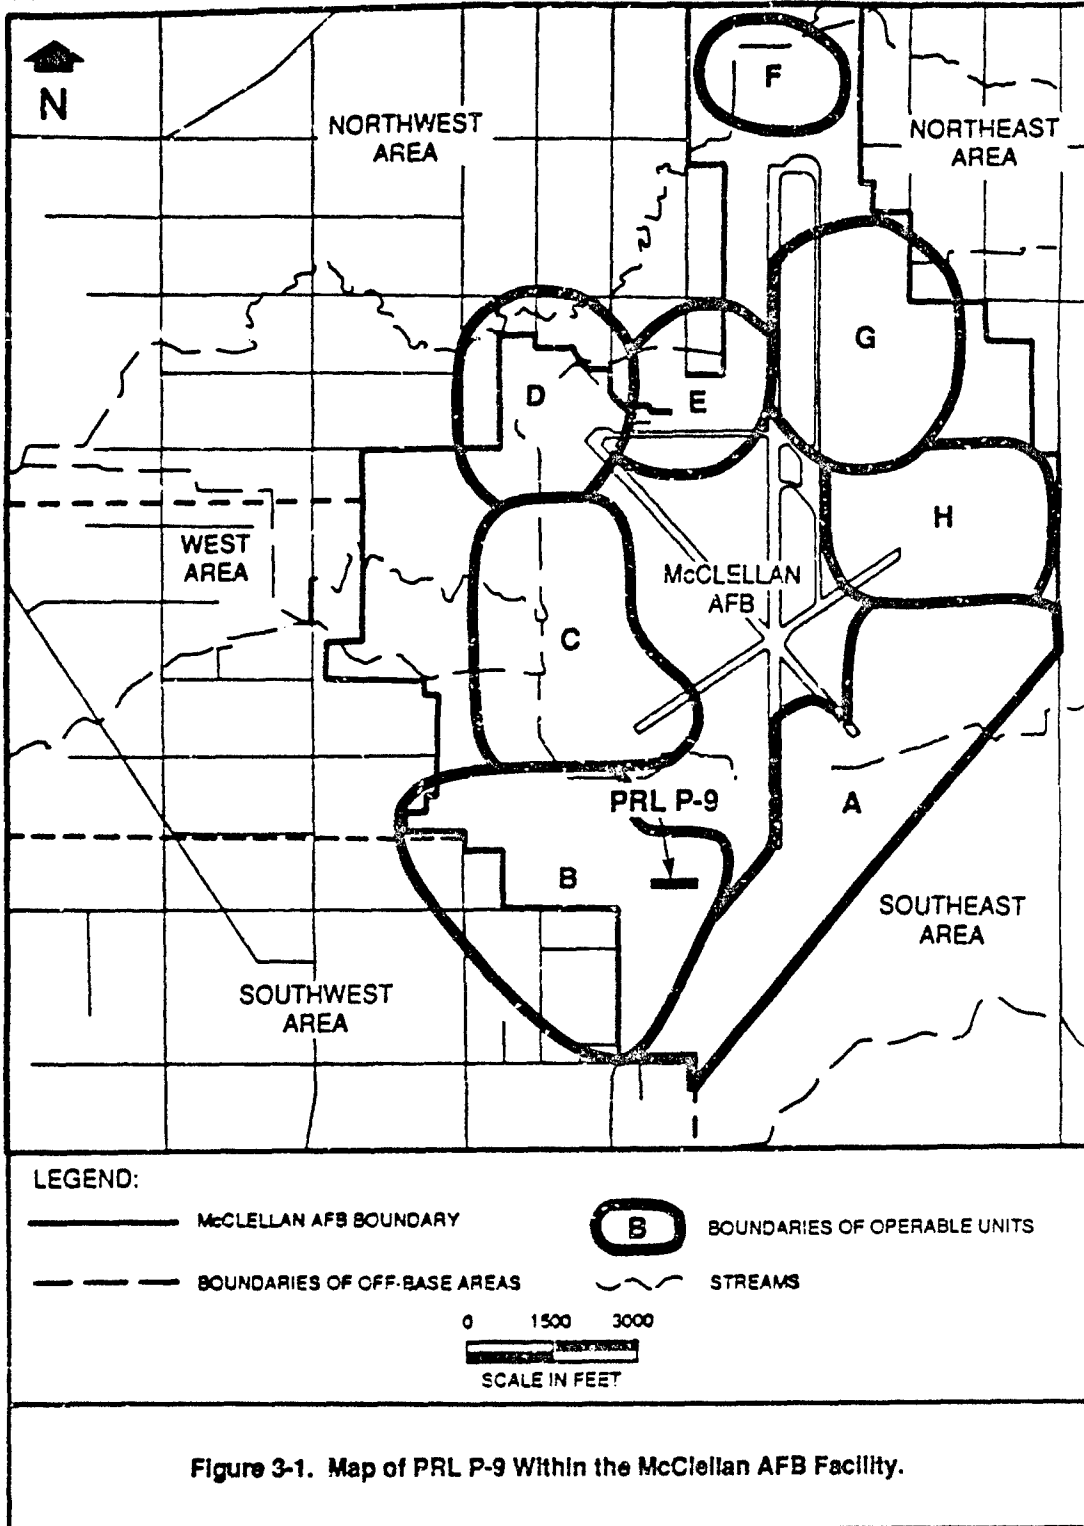 N
F
NORTHWEST
AREA
NORTHEAST
AREA
G
D
E
H
WEST
AREA
McCLELLAN
AFB
C
PRL P-9
A
B
SOUTHEAST
AREA
SOUTHWEST
AREA
LEGEND:
McCLELLAN AFB BOUNDARY
B
BOUNDARIES OF OPERABLE UNITS
BOUNDARIES OF OFF-BASE AREAS
STREAMS
0 1500 3000
SCALE IN FEET
Figure 3-1. Map of PRL P-9 Within the McClellan AFB Facility.